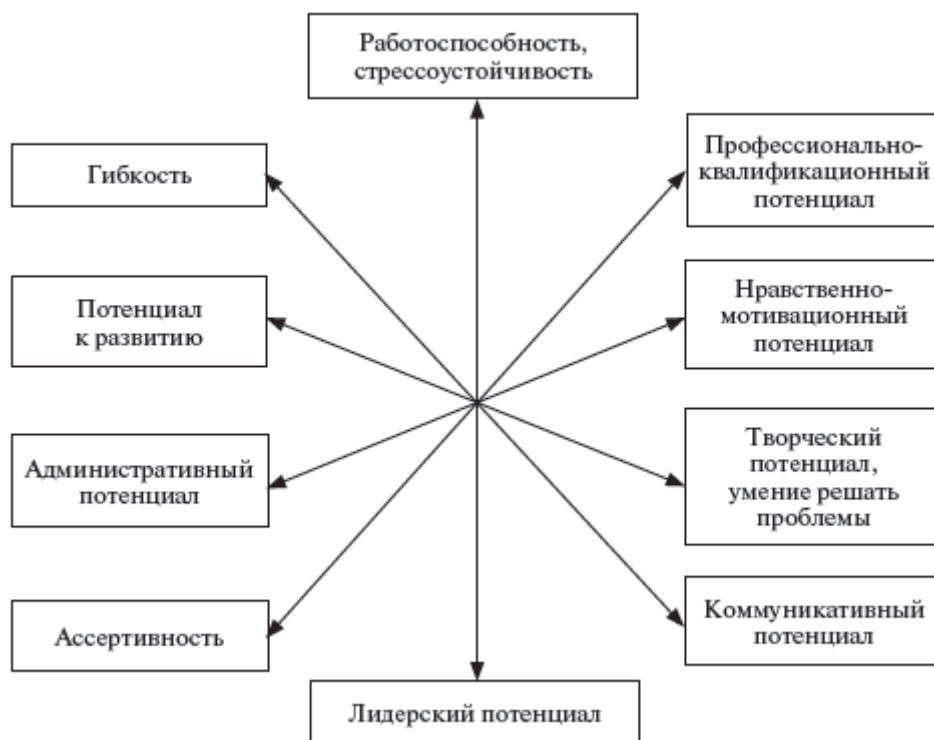 Работоспособность,
стрессоустойчивость
Гибкость
Профессионально-
квалификационный
потенциал
Потенциал
к развитию
Нравственно-
мотивационный
потенциал
Административный
потенциал
Творческий
потенциал,
умение решать
проблемы
Ассертивность
Коммуникативный
потенциал
Лидерский потенциал